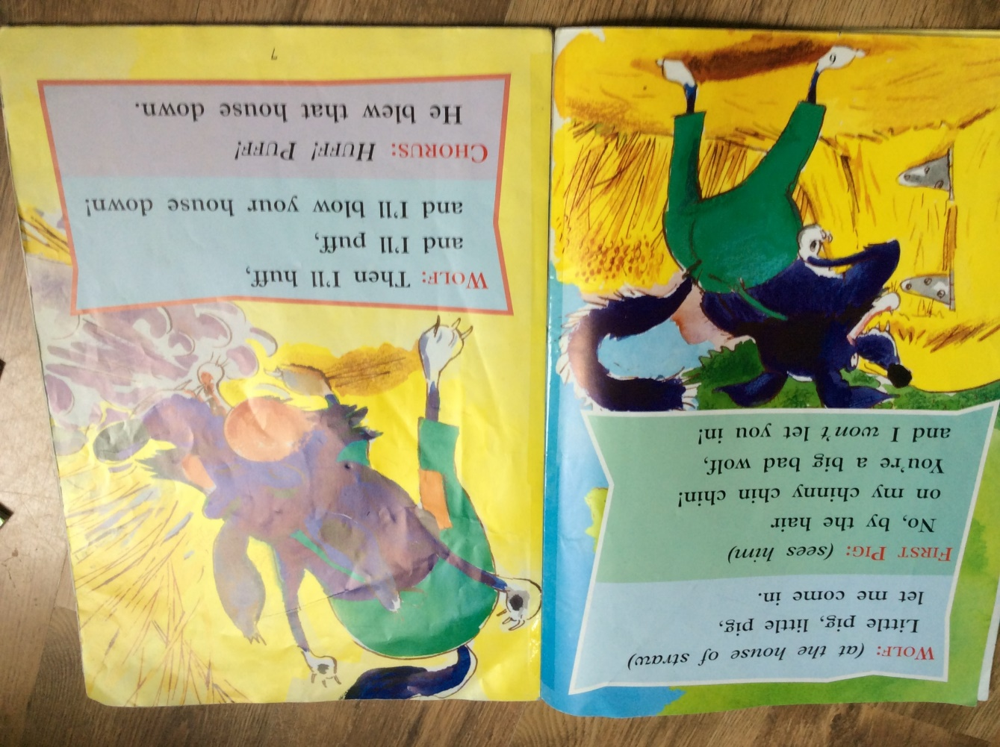 WOLF: (at the house of straw)
Little pig, little pig,
let me come in.
FIRST PIG: (sees him)
No, by the hair
on my chinny chin chin!
You're a big bad wolf,
and I won't let you in!
6
WOLF: Then I'll huff,
and I'll puff,
and I'll blow your house down!
CHORUS: HUFF! PUFF!
He blew that house down.
7